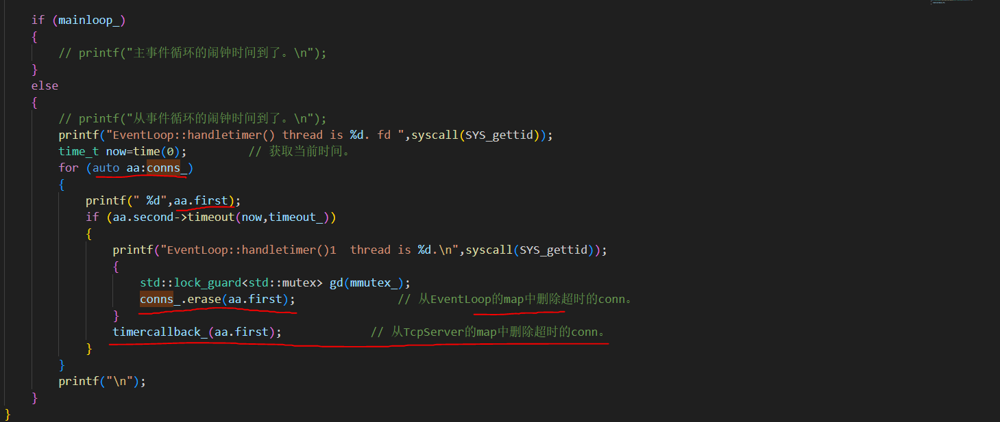 if (mainloop_)
{
// printf("主事件循环的闹钟时间到了。\n");
}
else
{
// printf("从事件循环的闹钟时间到了。\n");
printf("EventLoop::handletimer() thread is %d. fd ",syscall(SYS_gettid));
time_t now=time(0);            // 获取当前时间。
for (auto aa:conns_)
{
printf(" %d",aa.first);
if (aa.second->timeout(now,timeout_))
{
printf("EventLoop::handletimer()1  thread is %d.\n",syscall(SYS_gettid));
{
std::lock_guard<std::mutex> gd(mmutex_);
conns_.erase(aa.first);                // 从EventLoop的map中删除超时的conn。
}
timercallback_(aa.first);              // 从TcpServer的map中删除超时的conn。
}
}
printf("\n");
}
}